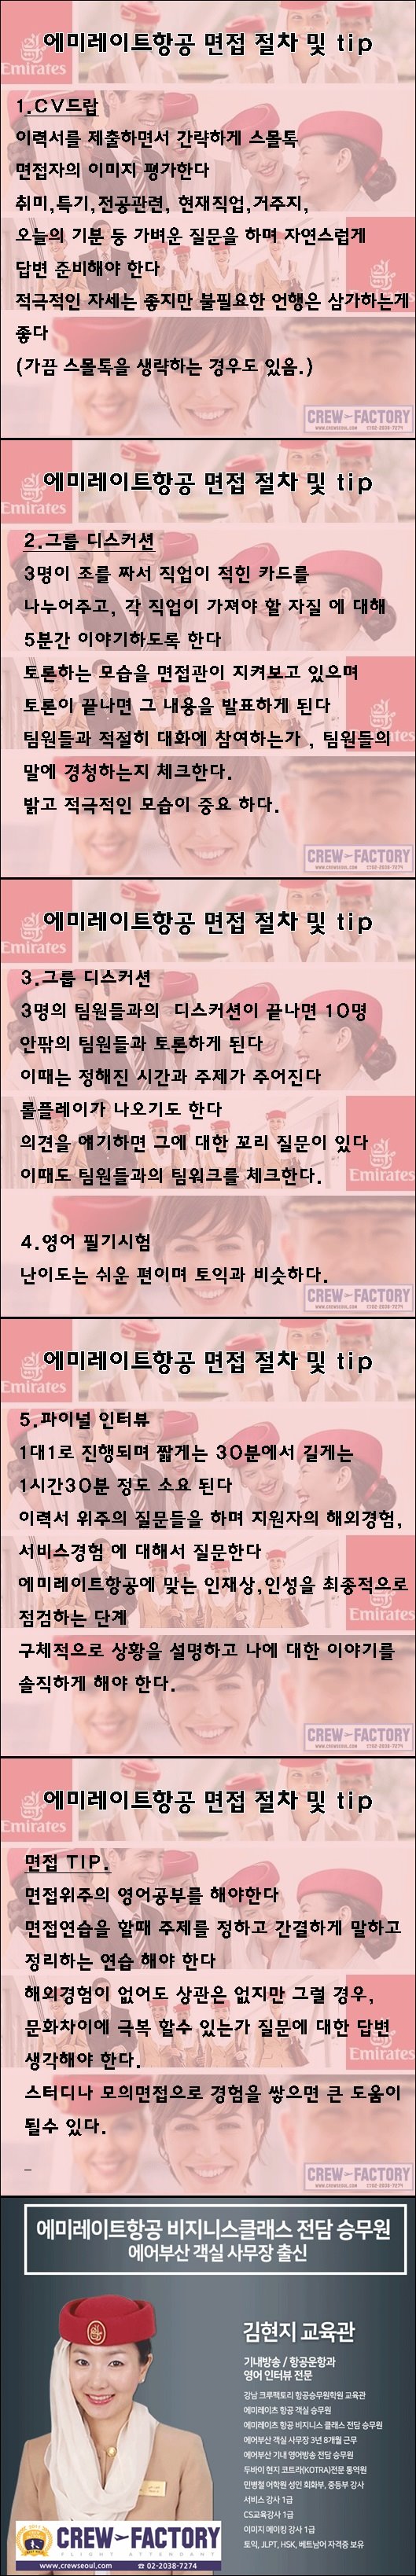 에미레이트항공 면접 절차 및 tip
Emirates
1.CV드랍
이력서를 제출하면서 간략하게 스몰톡
면접자의 이미지 평가한다
취미,특기,전공관련, 현재직업,거주지,
오늘의 기분 등 가벼운 질문을 하며 자연스럽게
답변 준비해야 한다
적극적인 자세는 좋지만 불필요한 언행은 삼가하는게
좋다
(가끔 스몰톡을 생략하는 경우도 있음.)
Emirates
CREW FACTORY
www.crewseoul.com ☎02-2038-7274
에미레이트항공 면접 절차 및 tip
Emirates
2.그룹 디스커션
3명이 조를 짜서 직업이 적힌 카드를
나누어주고, 각 직업이 가져야 할 자질 에 대해
5분간 이야기하도록 한다
토론하는 모습을 면접관이 지켜보고 있으며
토론이 끝나면 그 내용을 발표하게 된다
팀원들과 적절히 대화에 참여하는가 , 팀원들의
말에 경청하는지 체크한다.
밝고 적극적인 모습이 중요 하다.
Emirates
CREW FACTORY
www.crewseoul.com ☎02-2038-7274
에미레이트항공 면접 절차 및 tip
Emirates
3.그룹 디스커션
3명의 팀원들과의 디스커션이 끝나면 10명
안팎의 팀원들과 토론하게 된다
이때는 정해진 시간과 주제가 주어진다
롤플레이가 나오기도 한다
의견을 얘기하면 그에 대한 꼬리 질문이 있다
이때도 팀원들과의 팀워크를 체크한다.
Emirates
4.영어 필기시험
난이도는 쉬운 편이며 토익과 비슷하다.
CREW FACTORY
www.crewseoul.com ☎02-2038-7274
에미레이트항공 면접 절차 및 tip
Emirates
5.파이널 인터뷰
1대1로 진행되며 짧게는 30분에서 길게는
1시간30분 정도 소요 된다
이력서 위주의 질문들을 하며 지원자의 해외경험,
서비스경험 에 대해서 질문한다
에미레이트항공에 맞는 인재상,인성을 최종적으로
점검하는 단계
구체적으로 상황을 설명하고 나에 대한 이야기를
솔직하게 해야 한다.
Emirates
CREW FACTORY
www.crewseoul.com ☎02-2038-7274
에미레이트항공 면접 절차 및 tip
Emirates
면접 TIP.
면접위주의 영어공부를 해야한다
면접연습을 할때 주제를 정하고 간결하게 말하고
정리하는 연습 해야 한다
해외경험이 없어도 상관은 없지만 그럴 경우,
문화차이에 극복 할수 있는가 질문에 대한 답변
생각해야 한다.
스터디나 모의면접으로 경험을 쌓으면 큰 도움이
될수 있다.
_
Emirates
CREW FACTORY
www.crewseoul.com ☎02-2038-7274
에미레이트항공 비지니스클래스 전담 승무원
에어부산 객실 사무장 출신
김현지 교육관
기내방송 / 항공운항과
영어 인터뷰 전문
강남 크루팩토리 항공승무원학원 교육관
에미레이츠 항공 객실 승무원
에미레이츠 항공 비지니스 클래스 전담 승무원
에어부산 객실 사무장 3년 8개월 근무
에어부산 기내 영어방송 전담 승무원
두바이 현지 코트라(KOTRA)전문 통역원
민병철 어학원 성인 회화부, 중등부 강사
서비스 강사 1급
CS교육강사 1급
이미지 메이킹 강사 1급
토익, JLPT, HSK, 베트남어 자격증 보유
CREW FACTORY
FLIGHT ATTENDANT
www.crewseoul.com ☎ 02-2038-7274